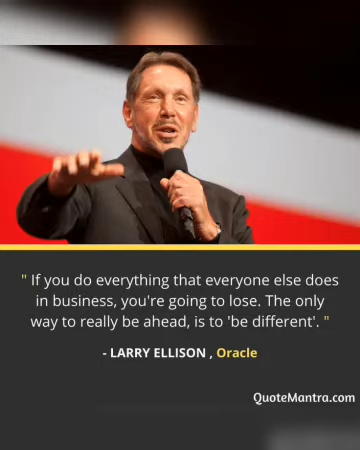 " If you do everything that everyone else does
in business, you're going to lose. The only
way to really be ahead, is to 'be different'. "
- LARRY ELLISON , Oracle
QuoteMantra.com